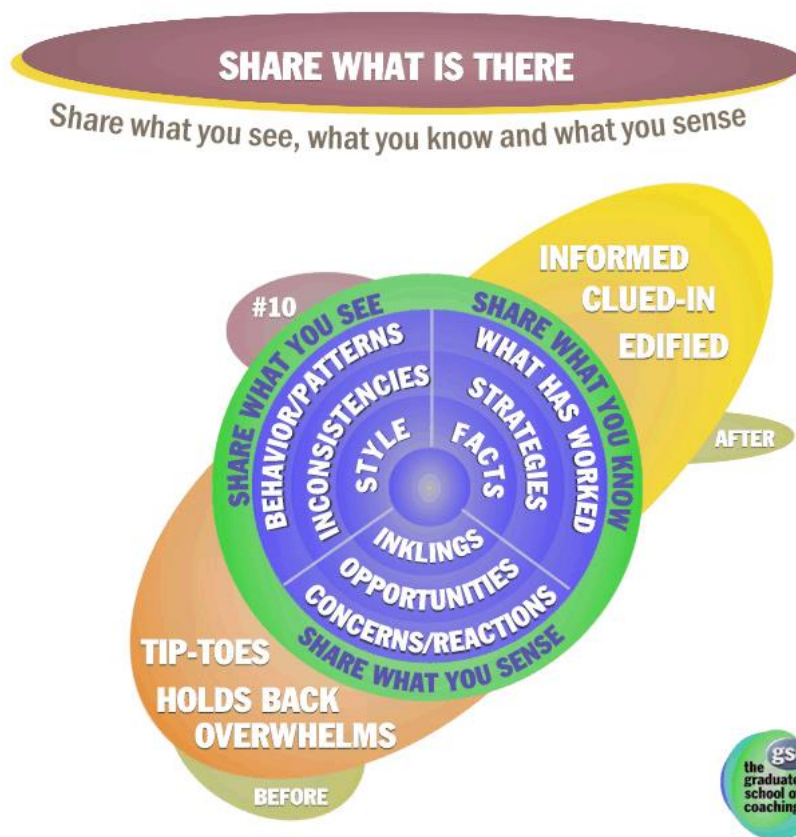 SHARE WHAT IS THERE
Share what you see, what you know and what you sense
#10
INFORMED
CLUED-IN
EDIFIED
AFTER
SHARE WHAT YOU SEE
BEHAVIOR/PATTERNS
INCONSISTENCIES
STYLE
SHARE WHAT YOU KNOW
WHAT HAS WORKED
STRATEGIES
FACTS
INKLINGS
OPPORTUNITIES
CONCERNS/REACTIONS
SHARE WHAT YOU SENSE
TIP-TOES
HOLDS BACK
OVERWHELMS
BEFORE
gs
the
graduate
school of
coaching